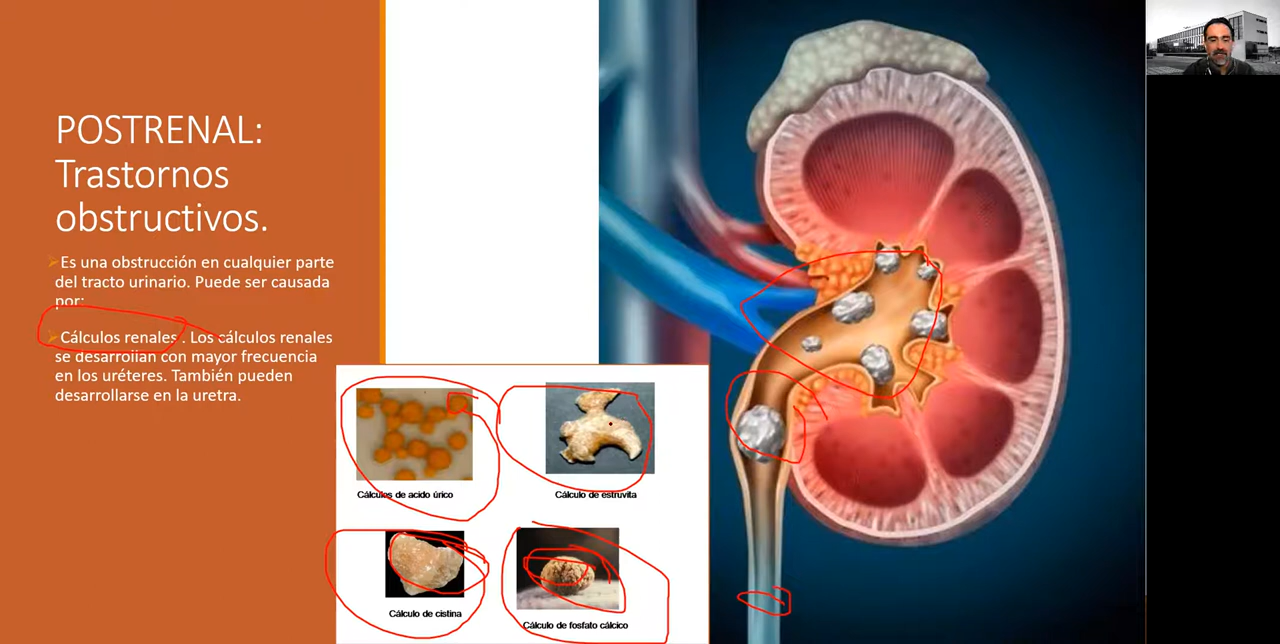 POSTRENAL:
Trastornos
obstructivos.
Es una obstrucción en cualquier parte
del tracto urinario. Puede ser causada
por:
Cálculos renales . Los cálculos renales
se desarrollan con mayor frecuencia
en los uréteres. También pueden
desarrollarse en la uretra.
Cálculos de acido úrico
Cálculo de estruvita
Cálculo de cistina
Cálculo de fosfato cálcico